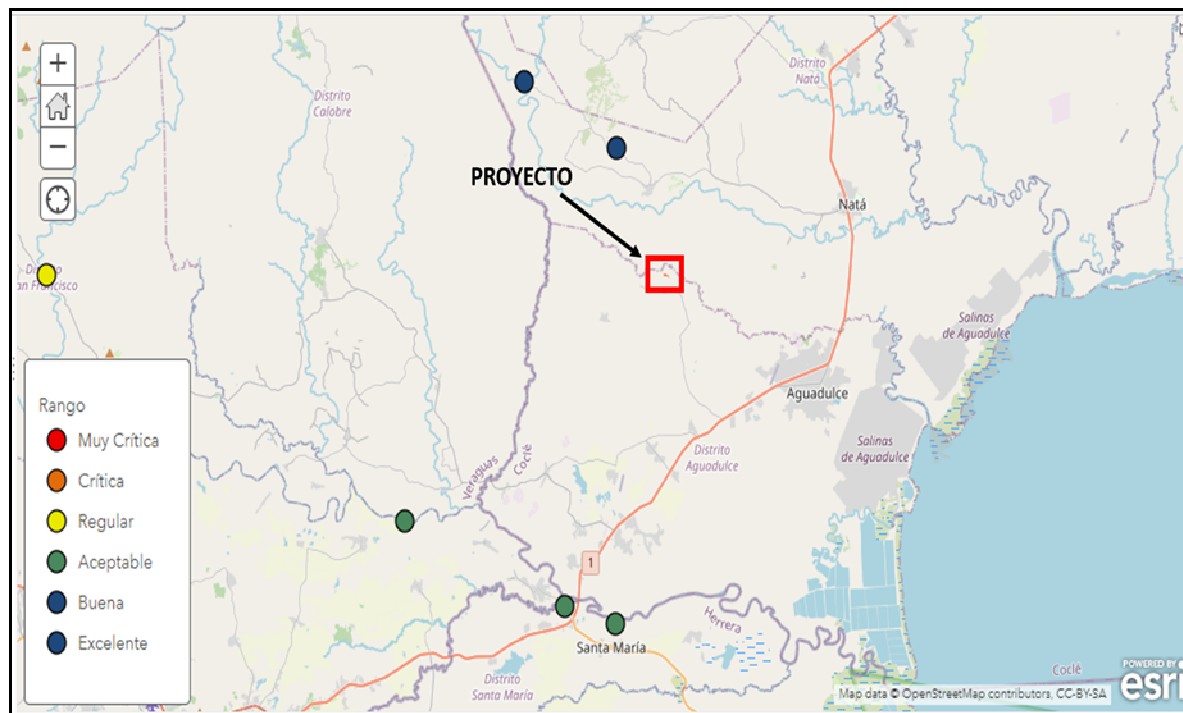 +
−
Distrito
Calobre
Distrito
Natá
PROYECTO
Natá
an Francisco
Salinas
de Aguadulce
Aguadulce
Salinas
de Aguadulce
Distrito
Aguadulce
Veraguas
Coclé
Rango
Muy Crítica
Crítica
Regular
Aceptable
Buena
Excelente
1
Herrera
Santa María
Distrito
Santa María
Coclé
POWERED BY
esri
Map data © OpenStreetMap contributors, CC-BY-SA